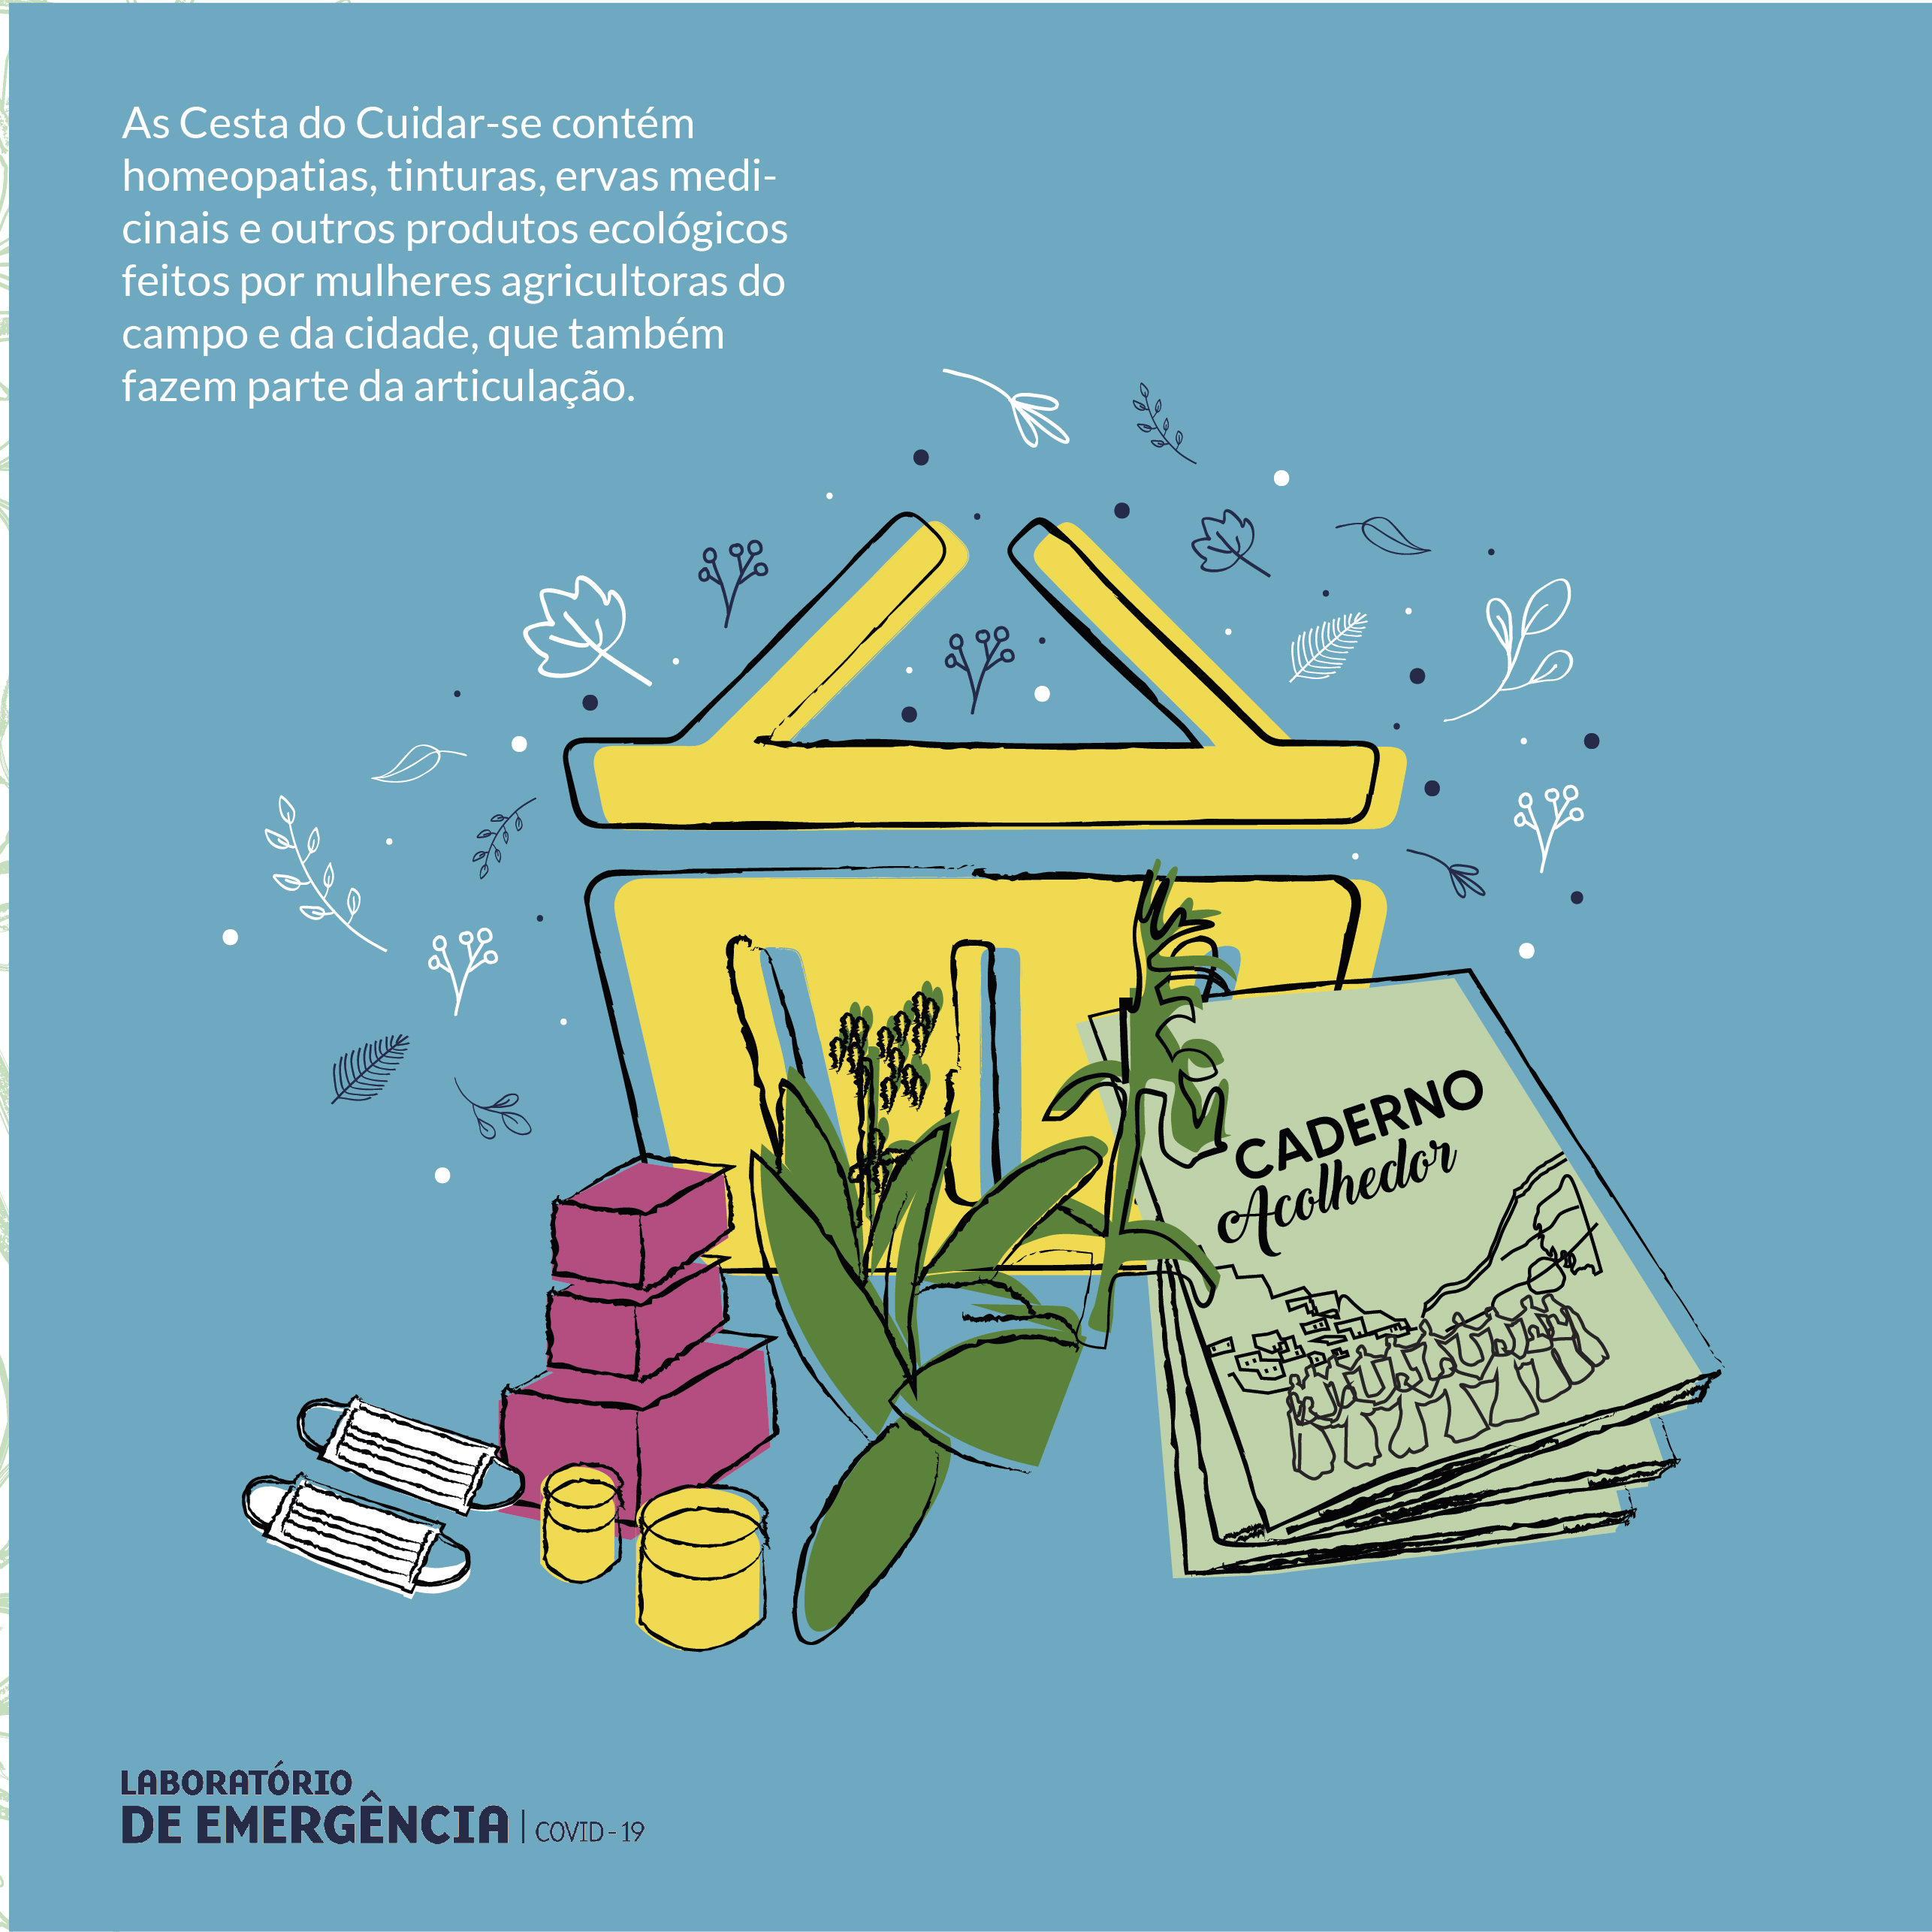 As Cesta do Cuidar-se contém
homeopatias, tinturas, ervas medi-
cinais e outros produtos ecológicos
feitos por mulheres agricultoras do
campo e da cidade, que também
fazem parte da articulação.
CADERNO
Acolhedor
LABORATÓRIO
DE EMERGÊNCIA | COVID-19